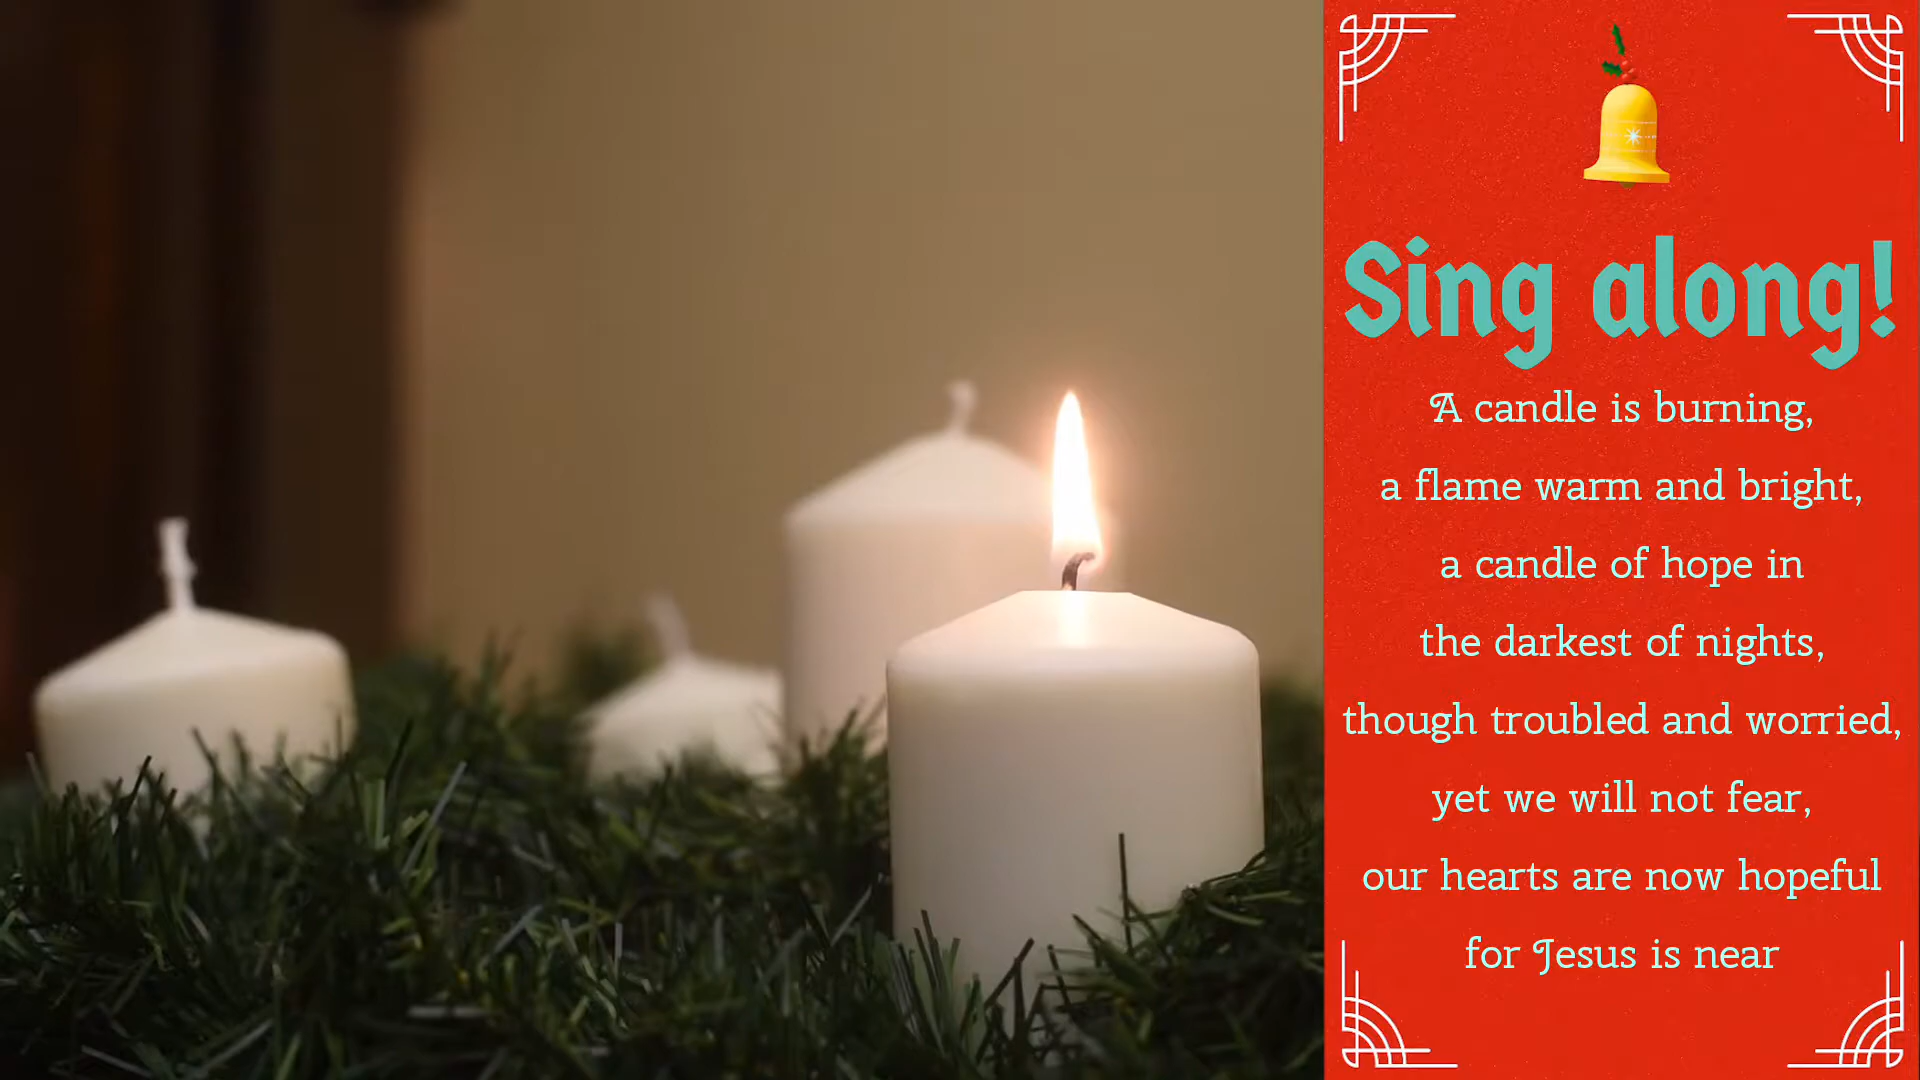 Sing along!
A candle is burning,
a flame warm and bright,
a candle of hope in
the darkest of nights,
though troubled and worried,
yet we will not fear,
our hearts are now hopeful
for Jesus is near